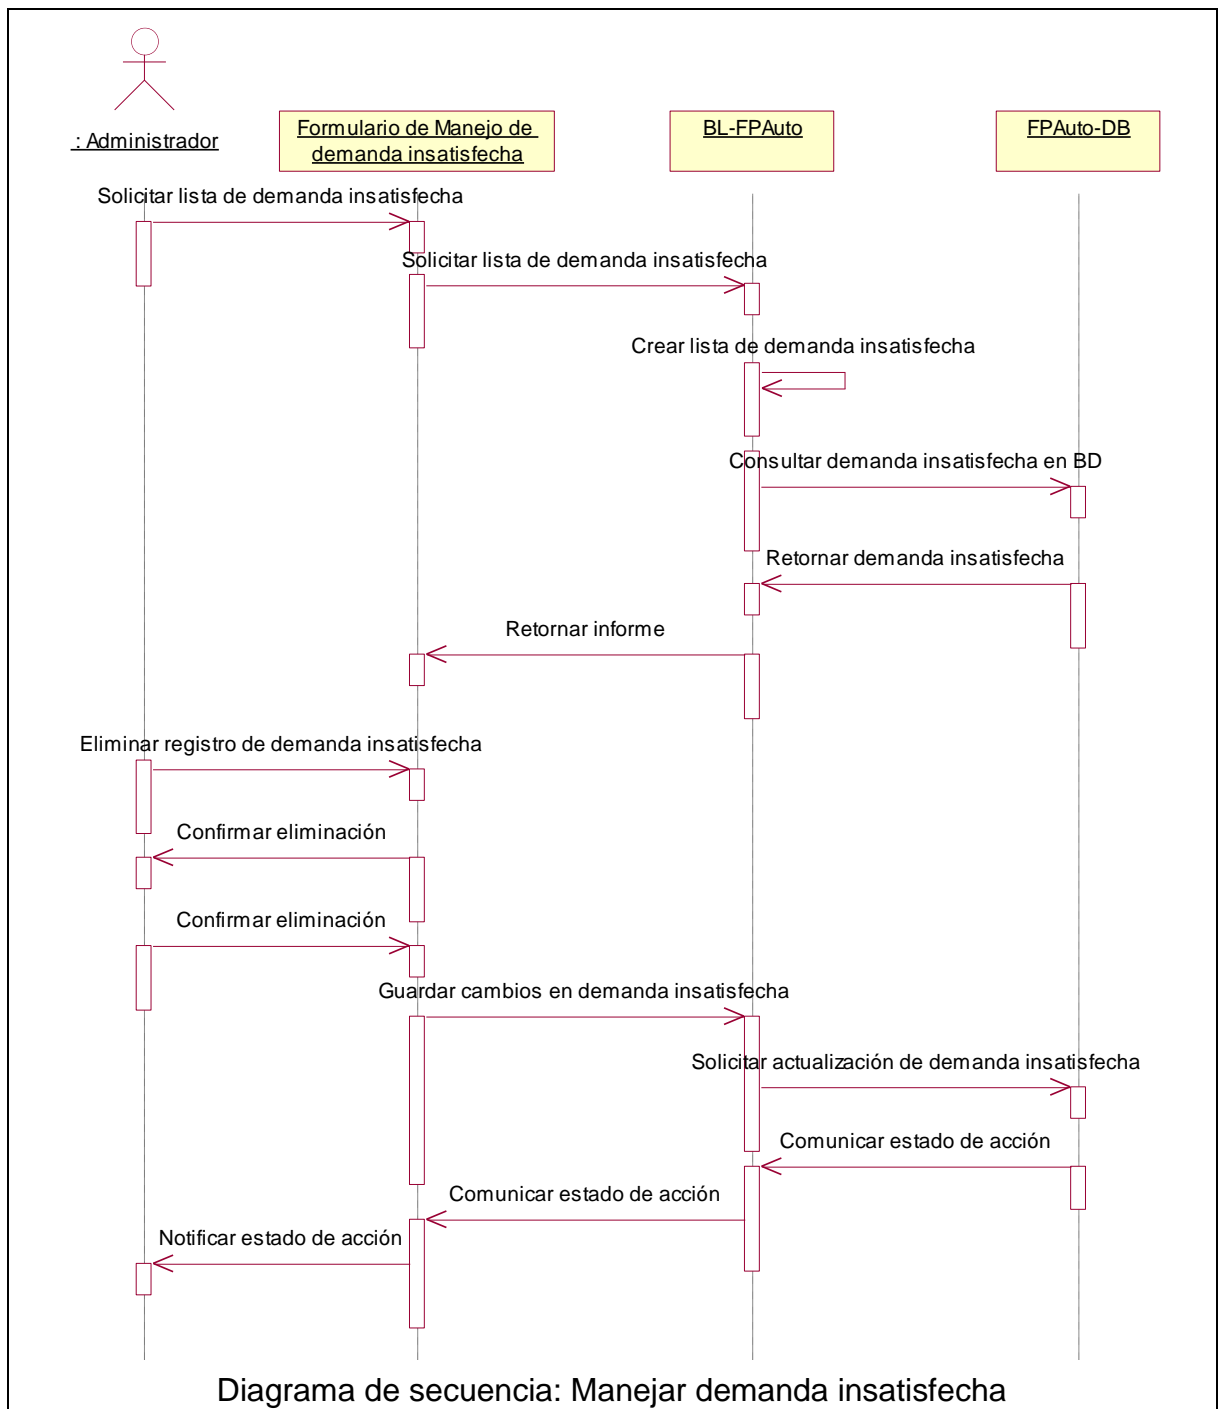 : Administrador
Formulario de Manejo de
demanda insatisfecha
BL-FPAuto
FPAuto-DB
Solicitar lista de demanda insatisfecha
Solicitar lista de demanda insatisfecha
Crear lista de demanda insatisfecha
Consultar demanda insatisfecha en BD
Retornar demanda insatisfecha
Retornar informe
Eliminar registro de demanda insatisfecha
Confirmar eliminación
Confirmar eliminación
Guardar cambios en demanda insatisfecha
Solicitar actualización de demanda insatisfecha
Comunicar estado de acción
Comunicar estado de acción
Notificar estado de acción
Diagrama de secuencia: Manejar demanda insatisfecha